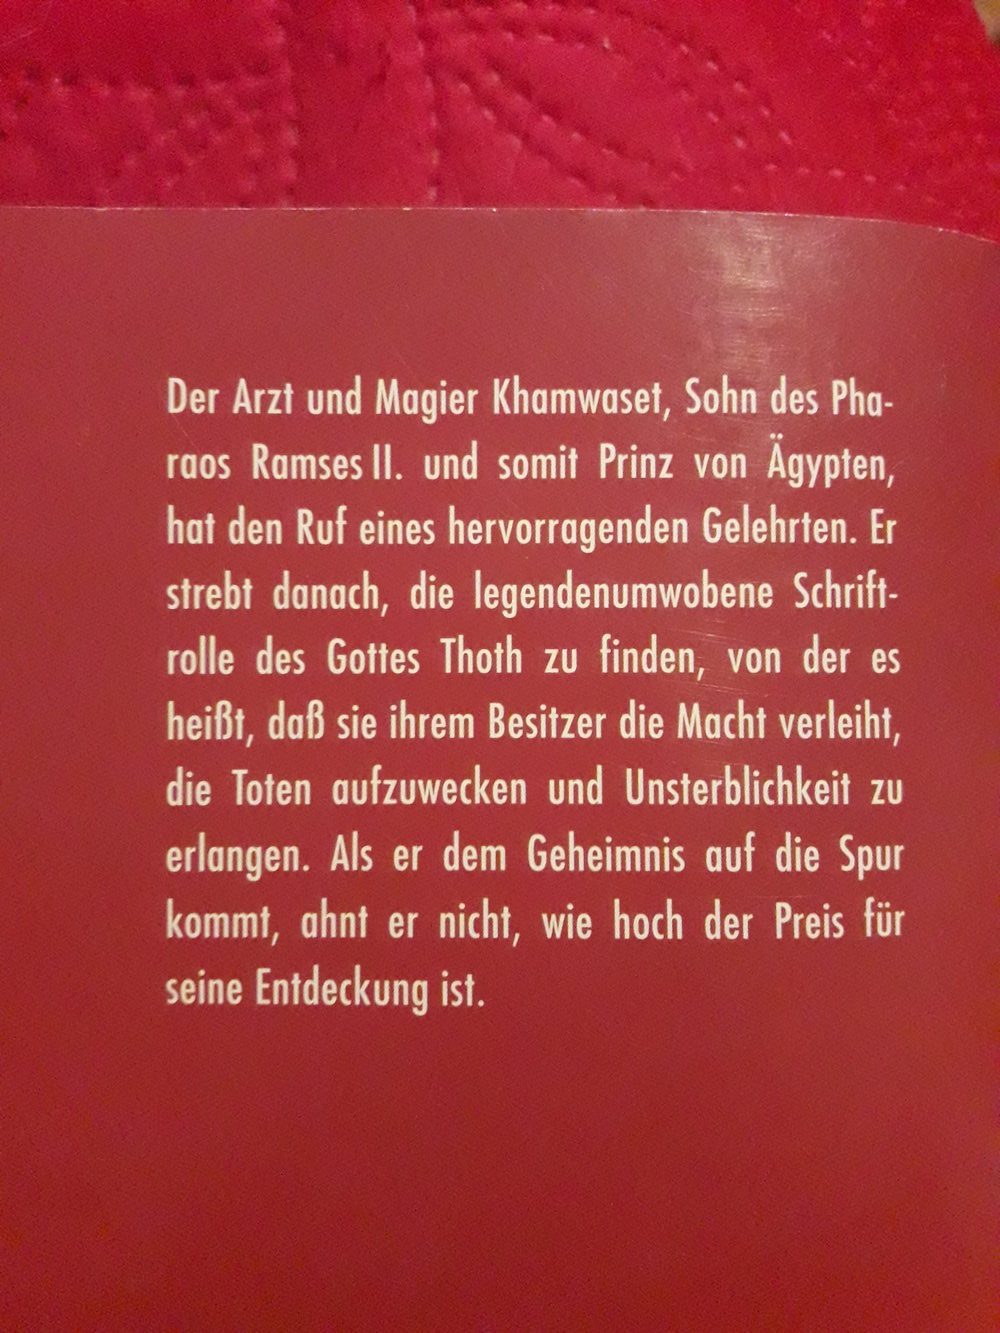 Der Arzt und Magier Khamwaset, Sohn des Pha-
raos Ramses II. und somit Prinz von Ägypten,
hat den Ruf eines hervorragenden Gelehrten. Er
strebt danach, die legendenumwobene Schrift-
rolle des Gottes Thoth zu finden, von der es
heißt, daß sie ihrem Besitzer die Macht verleiht,
die Toten aufzuwecken und Unsterblichkeit zu
erlangen. Als er dem Geheimnis auf die Spur
kommt, ahnt er nicht, wie hoch der Preis für
seine Entdeckung ist.